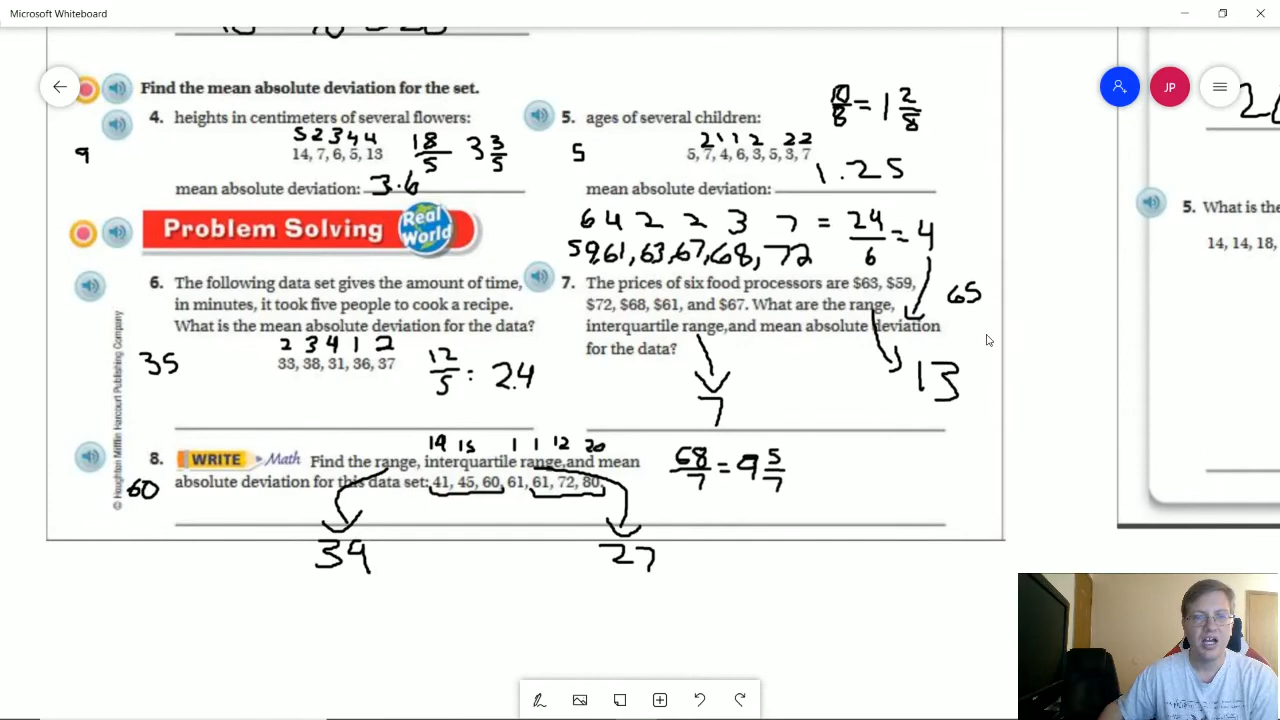 Microsoft Whiteboard
Find the mean absolute deviation for the set.
4. heights in centimeters of several flowers:
5 2 3 4 4
14, 7, 6, 5, 13
18/5 3 3/5
9
mean absolute deviation: 3.6
5. ages of several children:
2 1 1 2 2 2
5, 7, 4, 6, 3, 5, 3, 7
5
= 1 2/8
mean absolute deviation:
1.25
Problem Solving Real World
6. The following data set gives the amount of time,
in minutes, it took five people to cook a recipe.
What is the mean absolute deviation for the data?
2 3 4 1 2
33, 38, 31, 36, 37
35
12/5 = 2.4
6 4 2 2 3 7 = 24/6 = 4
59, 61, 63, 67, 68, 72
7. The prices of six food processors are $63, $59,
$72, $68, $61, and $67. What are the range,
interquartile range, and mean absolute deviation
for the data?
65
13
7
8. WRITE Math Find the range, interquartile range, and mean
absolute deviation for this data set: 41, 45, 60, 61, 61, 72, 80.
19 15 1 1 12 20
60
68/7 = 9 5/7
39
27
© Houghton Mifflin Harcourt Publishing Company
JP
5. What is the
14, 14, 18,